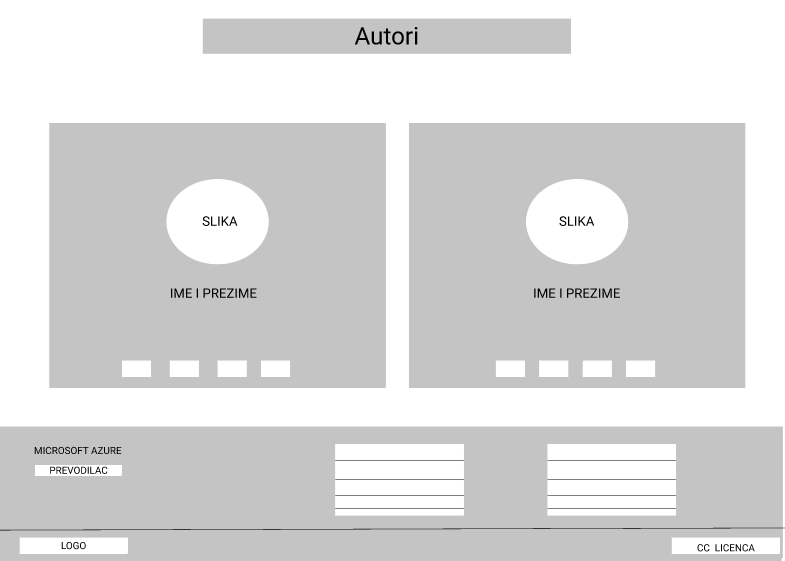 Autori
SLIKA
SLIKA
IME I PREZIME
IME I PREZIME
MICROSOFT AZURE
PREVODILAC
LOGO
CC LICENCA